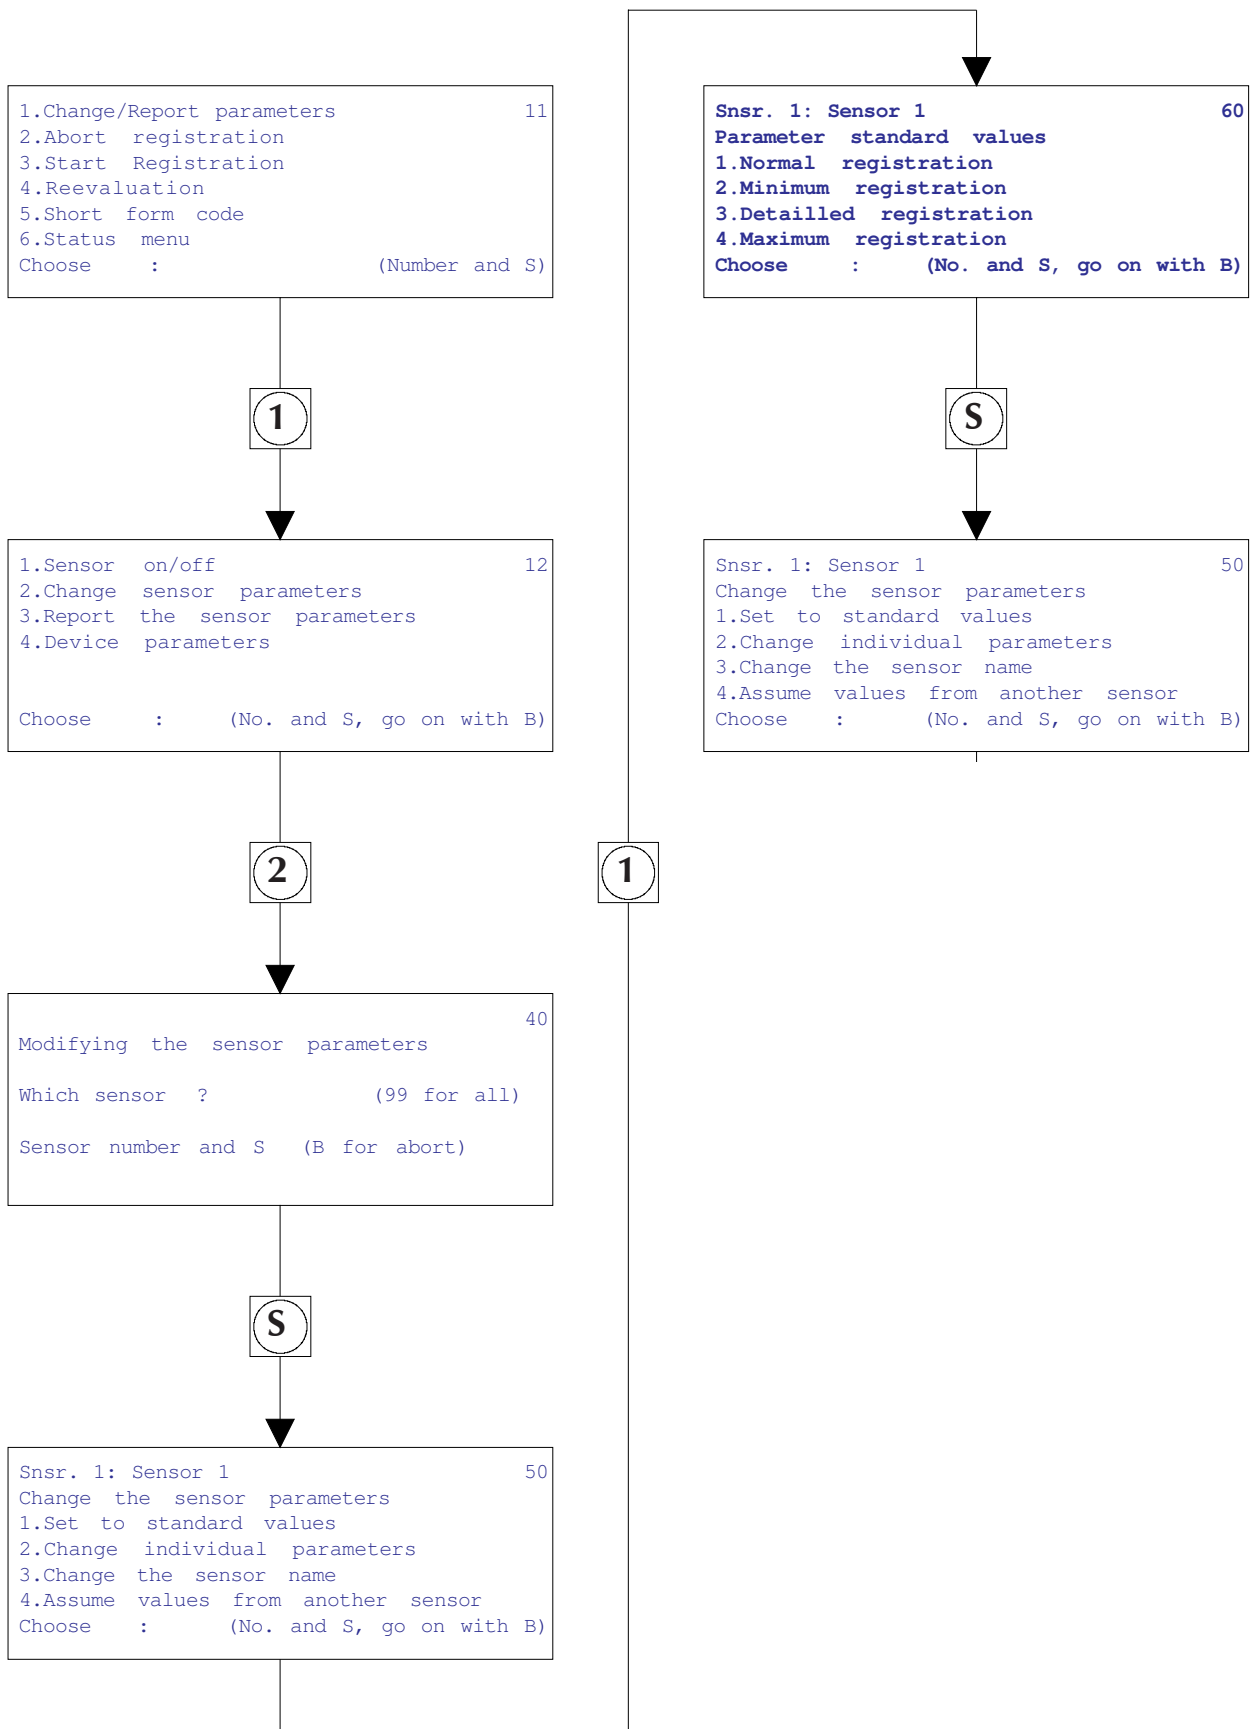 1.Change/Report parameters 11
2.Abort registration
3.Start Registration
4.Reevaluation
5.Short form code
6.Status menu
Choose : (Number and S)
1
1.Sensor on/off 12
2.Change sensor parameters
3.Report the sensor parameters
4.Device parameters
Choose : (No. and S, go on with B)
2
40
Modifying the sensor parameters
Which sensor ? (99 for all)
Sensor number and S (B for abort)
S
Snsr. 1: Sensor 1 50
Change the sensor parameters
1.Set to standard values
2.Change individual parameters
3.Change the sensor name
4.Assume values from another sensor
Choose : (No. and S, go on with B)
1
Snsr. 1: Sensor 1 60
Parameter standard values
1.Normal registration
2.Minimum registration
3.Detailled registration
4.Maximum registration
Choose : (No. and S, go on with B)
S
Snsr. 1: Sensor 1 50
Change the sensor parameters
1.Set to standard values
2.Change individual parameters
3.Change the sensor name
4.Assume values from another sensor
Choose : (No. and S, go on with B)